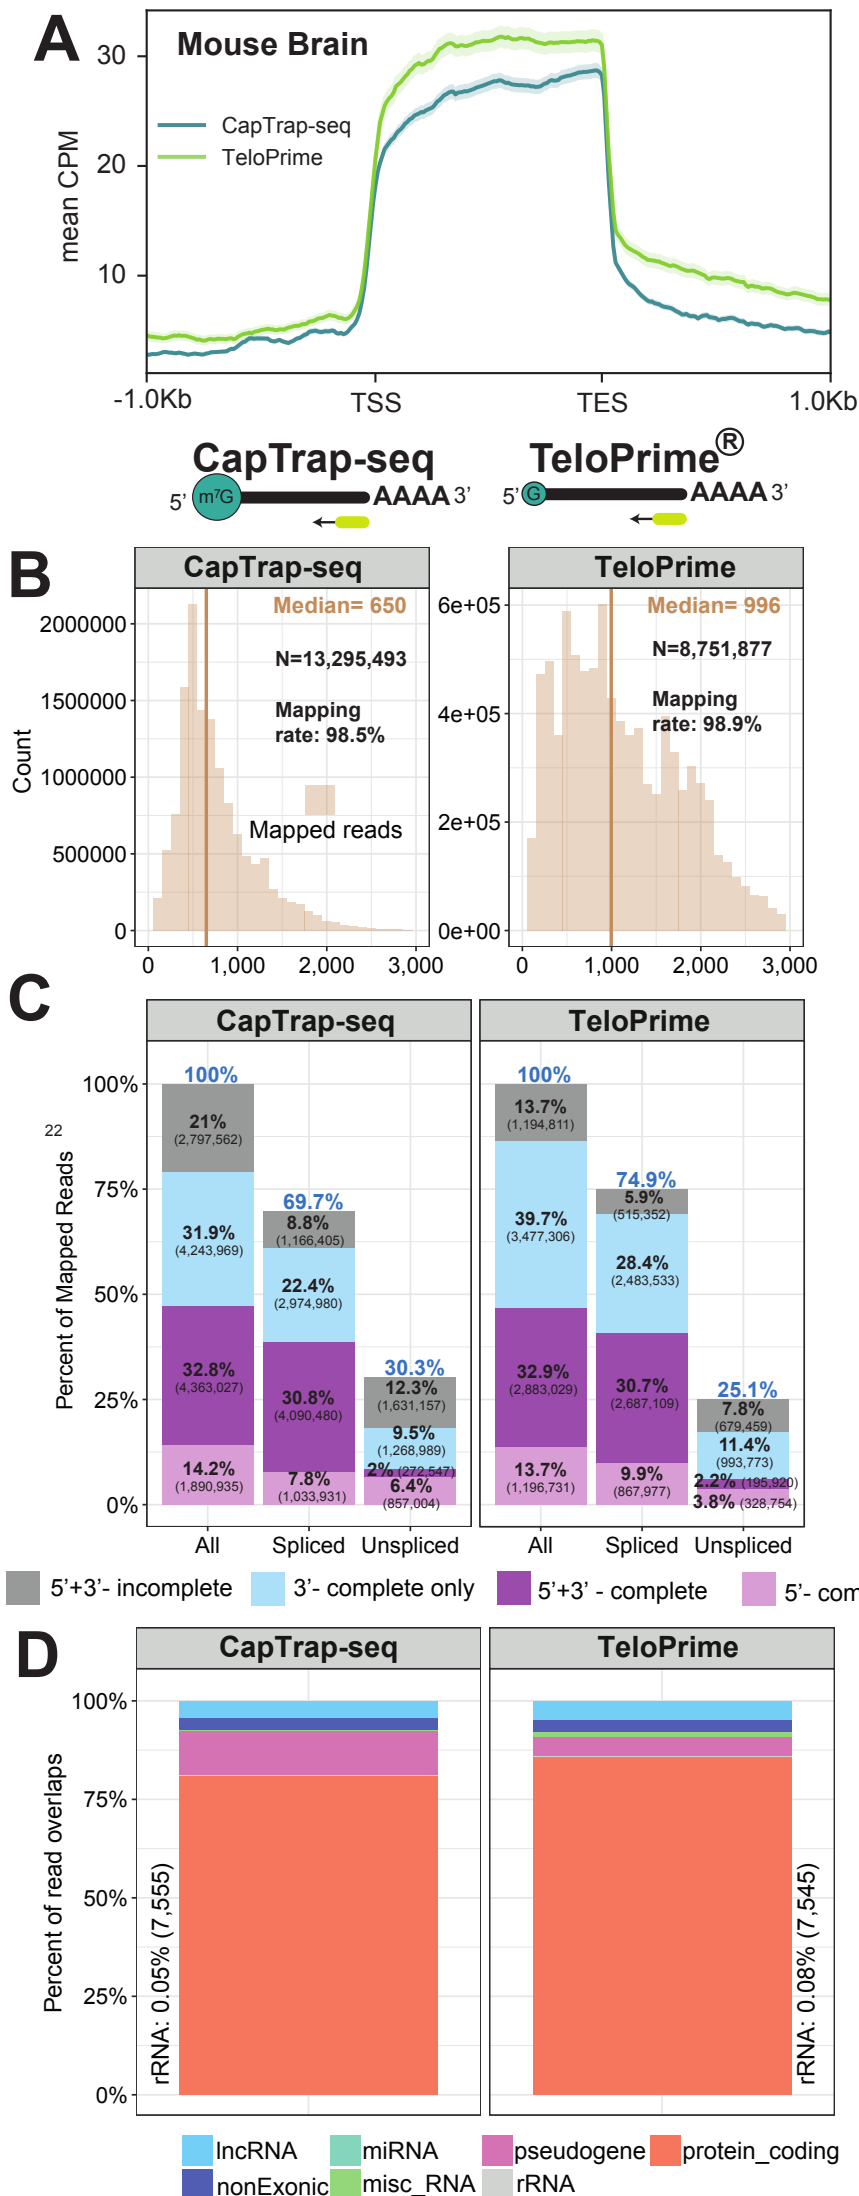 A
Mouse Brain
30
20
10
mean CPM
CapTrap-seq
TeloPrime
-1.0Kb
TSS
TES
1.0Kb
CapTrap-seq
TeloPrime®
5’ m⁷G AAAA 3’
5’ G AAAA 3’
B
CapTrap-seq
TeloPrime
Count
2000000
1500000
1000000
500000
0
Median= 650
N=13,295,493
Mapping
rate: 98.5%
Mapped reads
0 1,000 2,000 3,000
6e+05
4e+05
2e+05
0e+00
Median= 996
N=8,751,877
Mapping
rate: 98.9%
0 1,000 2,000 3,000
C
CapTrap-seq
TeloPrime
22
Percent of Mapped Reads
100%
75%
50%
25%
0%
100%
21%
(2,797,562)
31.9%
(4,243,969)
32.8%
(4,363,027)
14.2%
(1,890,935)
69.7%
8.8%
(1,166,405)
22.4%
(2,974,980)
30.8%
(4,090,480)
7.8%
(1,033,931)
30.3%
12.3%
(1,631,157)
9.5%
(1,268,989)
2% (272,547)
6.4%
(857,004)
100%
13.7%
(1,194,811)
39.7%
(3,477,306)
32.9%
(2,883,029)
13.7%
(1,196,731)
74.9%
5.9%
(515,352)
28.4%
(2,483,533)
30.7%
(2,687,109)
9.9%
(867,977)
25.1%
7.8%
(679,459)
11.4%
(993,773)
2.2% (195,920)
3.8% (328,754)
All Spliced Unspliced
All Spliced Unspliced
5’+3’- incomplete
3’- complete only
5’+3’ - complete
5’- com
D
CapTrap-seq
TeloPrime
Percent of read overlaps
100%
75%
50%
25%
0%
rRNA: 0.05% (7,555)
rRNA: 0.08% (7,545)
lncRNA
miRNA
pseudogene
protein_coding
nonExonic
misc_RNA
rRNA